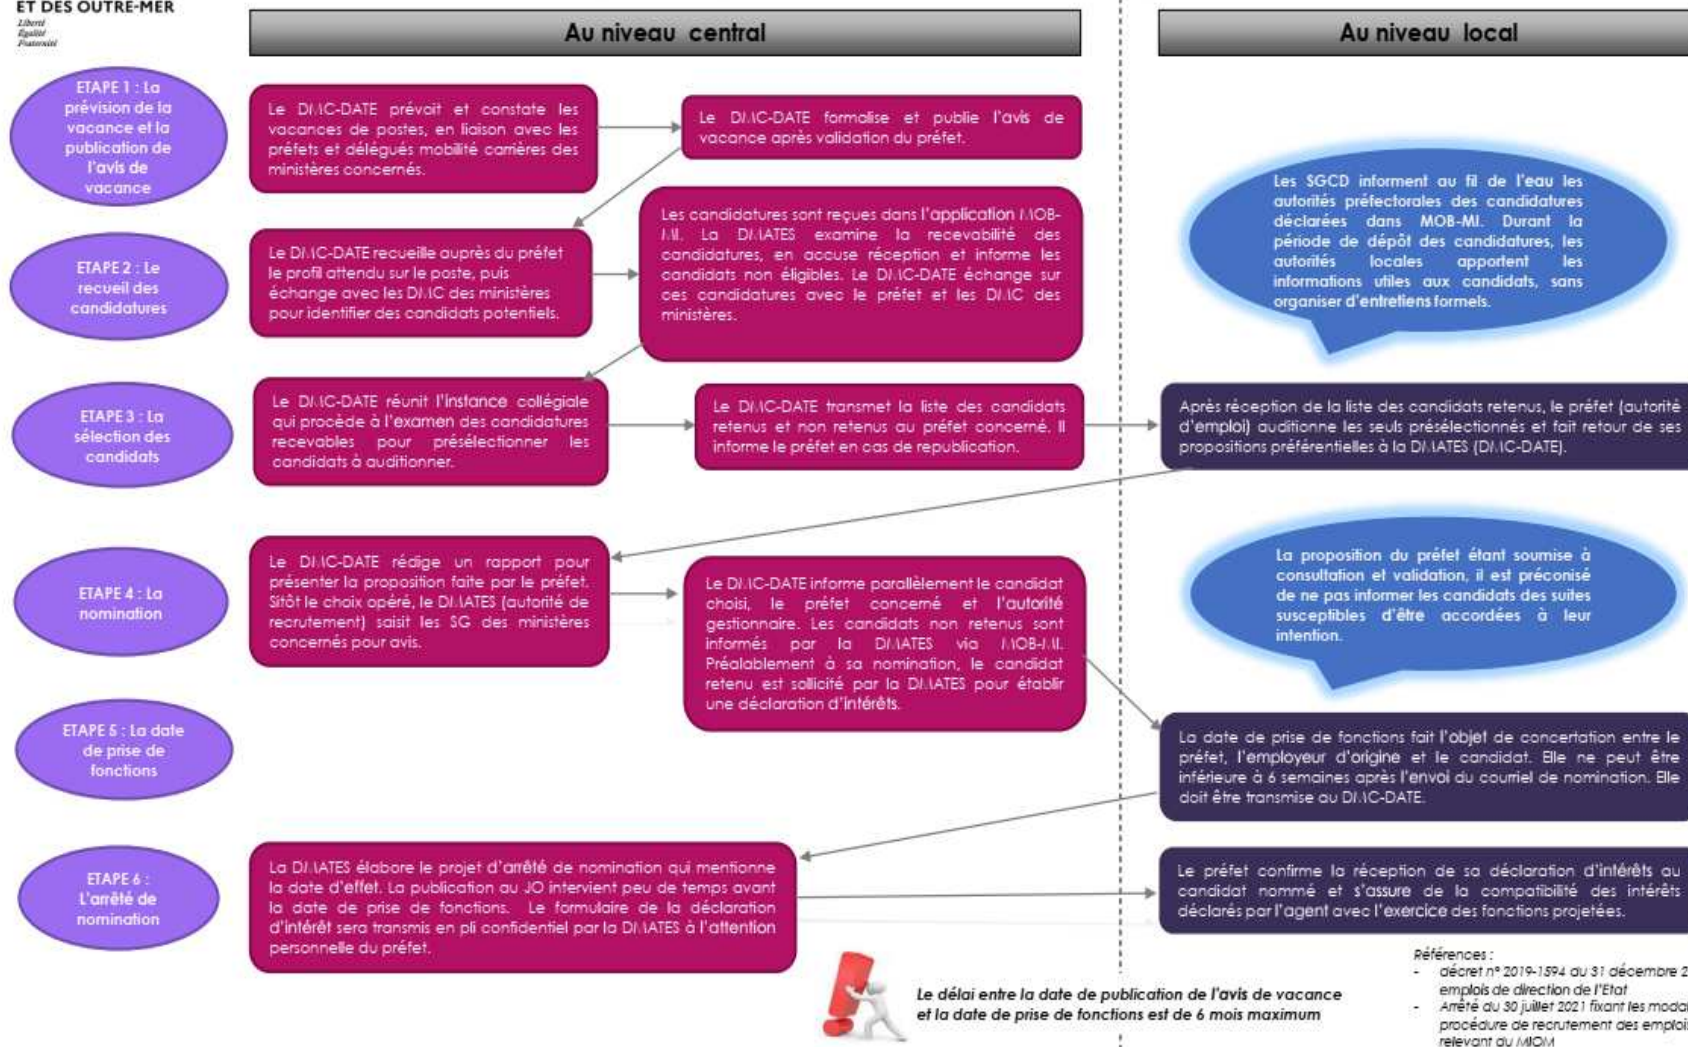 ET DES OUTRE-MER
Liberté
Égalité
Fraternité
Au niveau central
Au niveau local
ETAPE 1 : La
prévision de la
vacance et la
publication de
l'avis de
vacance
Le DMC-DATE prévoit et constate les
vacances de postes, en liaison avec les
préfets et délégués mobilité carrières des
ministères concernés.
Le DMC-DATE formalise et publie l'avis de
vacance après validation du préfet.
Les SGCD informent au fil de l'eau les
autorités préfectorales des candidatures
déclarées dans MOB-MI. Durant la
période de dépôt des candidatures, les
autorités locales apportent les
informations utiles aux candidats, sans
organiser d'entretiens formels.
ETAPE 2 : Le
recueil des
candidatures
Le DMC-DATE recueille auprès du préfet
le profil attendu sur le poste, puis
échange avec les DMC des ministères
pour identifier des candidats potentiels.
Les candidatures sont reçues dans l'application MOB-
MI. La DMATES examine la recevabilité des
candidatures, en accuse réception et informe les
candidats non éligibles. Le DMC-DATE échange sur
ces candidatures avec le préfet et les DMC des
ministères.
ETAPE 3 : La
sélection des
candidats
Le DMC-DATE réunit l'instance collégiale
qui procède à l'examen des candidatures
recevables pour présélectionner les
candidats à auditionner.
Le DMC-DATE transmet la liste des candidats
retenus et non retenus au préfet concerné. Il
informe le préfet en cas de republication.
Après réception de la liste des candidats retenus, le préfet (autorité
d'emploi) auditionne les seuls présélectionnés et fait retour de ses
propositions préférentielles à la DMATES (DMC-DATE).
ETAPE 4 : La
nomination
Le DMC-DATE rédige un rapport pour
présenter la proposition faite par le préfet.
Sitôt le choix opéré, le DMATES (autorité de
recrutement) saisit les SG des ministères
concernés pour avis.
Le DMC-DATE informe parallèlement le candidat
choisi, le préfet concerné et l'autorité
gestionnaire. Les candidats non retenus sont
informés par la DMATES via MOB-MI.
Préalablement à sa nomination, le candidat
retenu est sollicité par la DMATES pour établir
une déclaration d'intérêts.
La proposition du préfet étant soumise à
consultation et validation, il est préconisé
de ne pas informer les candidats des suites
susceptibles d'être accordées à leur
intention.
ETAPE 5 : La date
de prise de
fonctions
La date de prise de fonctions fait l'objet de concertation entre le
préfet, l'employeur d'origine et le candidat. Elle ne peut être
inférieure à 6 semaines après l'envoi du courriel de nomination. Elle
doit être transmise au DMC-DATE.
ETAPE 6 :
L'arrêté de
nomination
La DMATES élabore le projet d'arrêté de nomination qui mentionne
la date d'effet. La publication au JO intervient peu de temps avant
la date de prise de fonctions. Le formulaire de la déclaration
d'intérêt sera transmis en pli confidentiel par la DMATES à l'attention
personnelle du préfet.
Le préfet confirme la réception de sa déclaration d'intérêts au
candidat nommé et s'assure de la compatibilité des intérêts
déclarés par l'agent avec l'exercice des fonctions projetées.
Le délai entre la date de publication de l'avis de vacance
et la date de prise de fonctions est de 6 mois maximum
Références :
- décret n° 2019-1594 du 31 décembre 2
emplois de direction de l'Etat
- Arrêté du 30 juillet 2021 fixant les modal
procédure de recrutement des emplois
relevant du MIOM